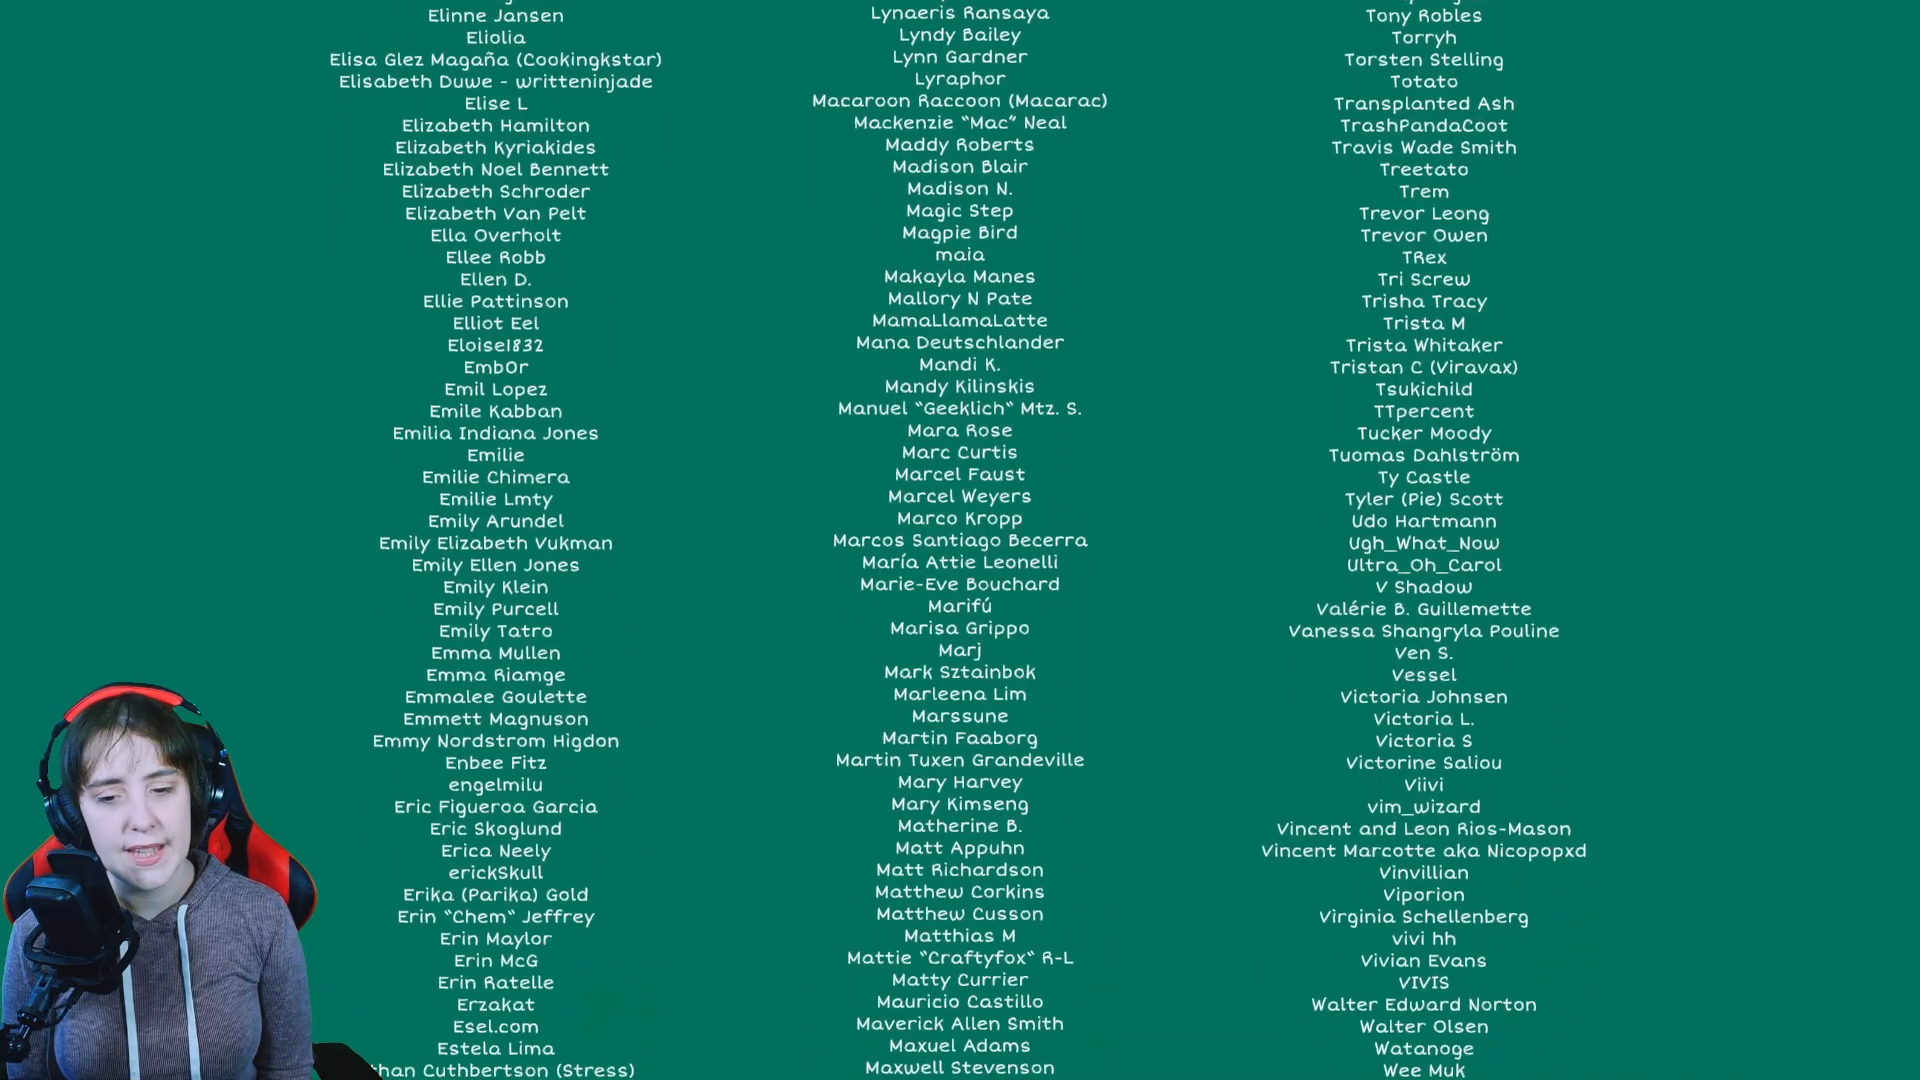 Elinne Jansen
Eliolia
Elisa Glez Magaña (Cookingkstar)
Elisabeth Duwe - writteninjade
Elise L
Elizabeth Hamilton
Elizabeth Kyriakides
Elizabeth Noel Bennett
Elizabeth Schroder
Elizabeth Van Pelt
Ella Overholt
Ellee Robb
Ellen D.
Ellie Pattinson
Elliot Eel
Eloise1832
Emb0r
Emil Lopez
Emile Kabban
Emilia Indiana Jones
Emilie
Emilie Chimera
Emilie Lmty
Emily Arundel
Emily Elizabeth Vukman
Emily Ellen Jones
Emily Klein
Emily Purcell
Emily Tatro
Emma Mullen
Emma Riamge
Emmalee Goulette
Emmett Magnuson
Emmy Nordstrom Higdon
Enbee Fitz
engelmilu
Eric Figueroa Garcia
Eric Skoglund
Erica Neely
erickSkull
Erika (Parika) Gold
Erin "Chem" Jeffrey
Erin Maylor
Erin McG
Erin Ratelle
Erzakat
Esel.com
Estela Lima
than Cuthbertson (Stress)
Lynaeris Ransaya
Lyndy Bailey
Lynn Gardner
Lyraphor
Macaroon Raccoon (Macarac)
Mackenzie "Mac" Neal
Maddy Roberts
Madison Blair
Madison N.
Magic Step
Magpie Bird
maia
Makayla Manes
Mallory N Pate
MamaLlamaLatte
Mana Deutschlander
Mandi K.
Mandy Kilinskis
Manuel "Geeklich" Mtz. S.
Mara Rose
Marc Curtis
Marcel Faust
Marcel Weyers
Marco Kropp
Marcos Santiago Becerra
María Attie Leonelli
Marie-Eve Bouchard
Marifú
Marisa Grippo
Marj
Mark Sztainbok
Marleena Lim
Marssune
Martin Faaborg
Martin Tuxen Grandeville
Mary Harvey
Mary Kimseng
Matherine B.
Matt Appuhn
Matt Richardson
Matthew Corkins
Matthew Cusson
Matthias M
Mattie "Craftyfox" R-L
Matty Currier
Mauricio Castillo
Maverick Allen Smith
Maxuel Adams
Maxwell Stevenson
Tony Robles
Torryh
Torsten Stelling
Totato
Transplanted Ash
TrashPandaCoot
Travis Wade Smith
Treetato
Trem
Trevor Leong
Trevor Owen
TRex
Tri Screw
Trisha Tracy
Trista M
Trista Whitaker
Tristan C (Viravax)
Tsukichild
TTpercent
Tucker Moody
Tuomas Dahlström
Ty Castle
Tyler (Pie) Scott
Udo Hartmann
Ugh_What_Now
Ultra_Oh_Carol
V Shadow
Valérie B. Guillemette
Vanessa Shangryla Pouline
Ven S.
Vessel
Victoria Johnsen
Victoria L.
Victoria S
Victorine Saliou
Viivi
vim_wizard
Vincent and Leon Rios-Mason
Vincent Marcotte aka Nicopopxd
Vinvillian
Viporion
Virginia Schellenberg
vivi hh
Vivian Evans
VIVIS
Walter Edward Norton
Walter Olsen
Watanoge
Wee Muk